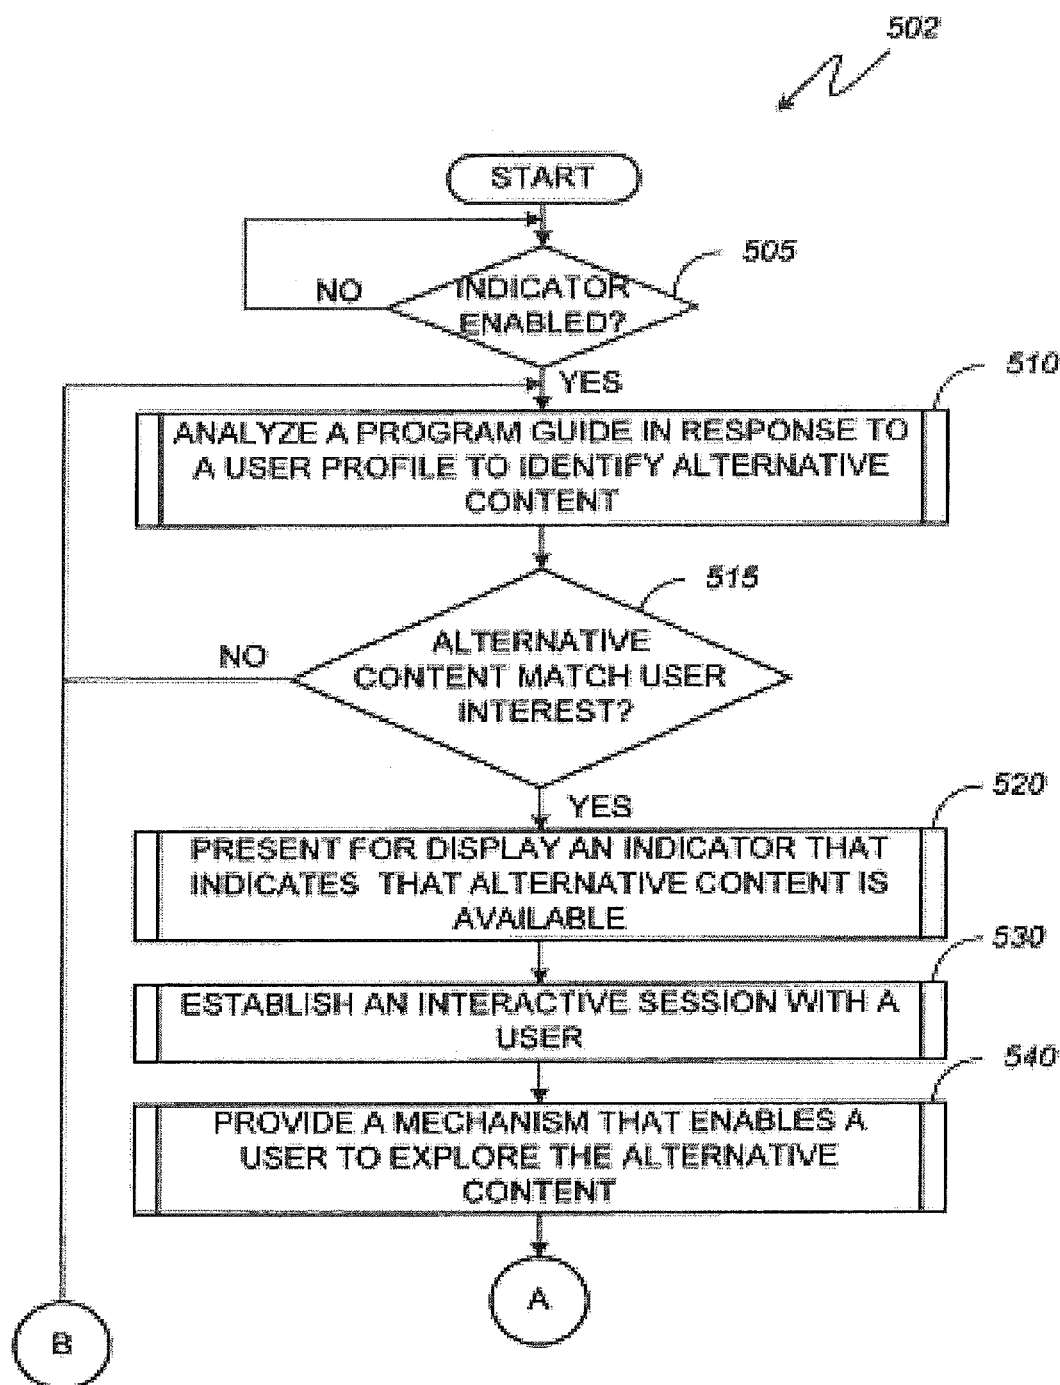 502
START
505
NO
INDICATOR
ENABLED?
YES
510
ANALYZE A PROGRAM GUIDE IN RESPONSE TO
A USER PROFILE TO IDENTIFY ALTERNATIVE
CONTENT
515
NO
ALTERNATIVE
CONTENT MATCH USER
INTEREST?
YES
520
PRESENT FOR DISPLAY AN INDICATOR THAT
INDICATES THAT ALTERNATIVE CONTENT IS
AVAILABLE
530
ESTABLISH AN INTERACTIVE SESSION WITH A
USER
540
PROVIDE A MECHANISM THAT ENABLES A
USER TO EXPLORE THE ALTERNATIVE
CONTENT
A
B